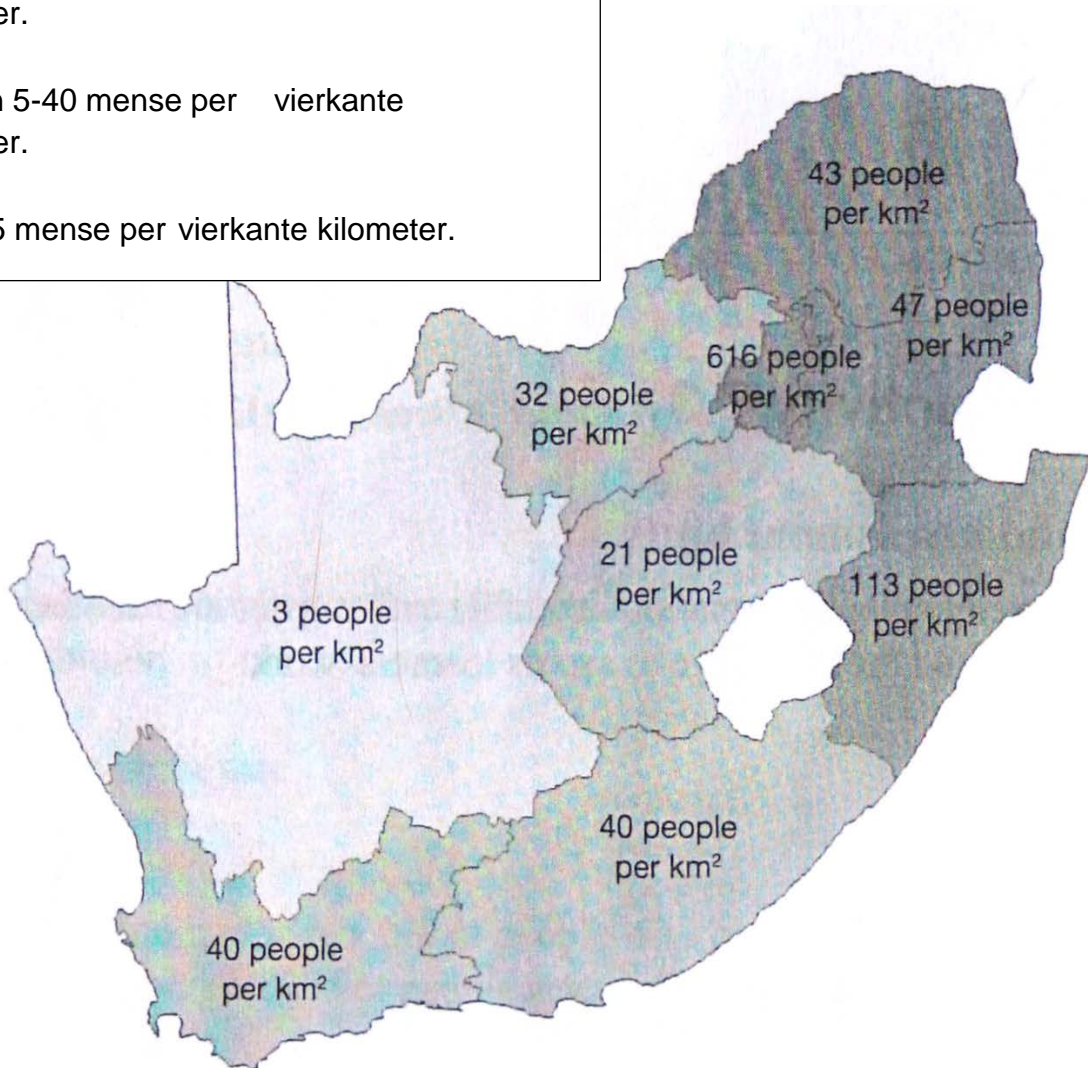 er.
5-40 mense per vierkante
er.
mense per vierkante kilometer.
43 people
per km²
47 people
per km²
616 people
per km²
32 people
per km²
21 people
per km²
113 people
per km²
3 people
per km²
40 people
per km²
40 people
per km²